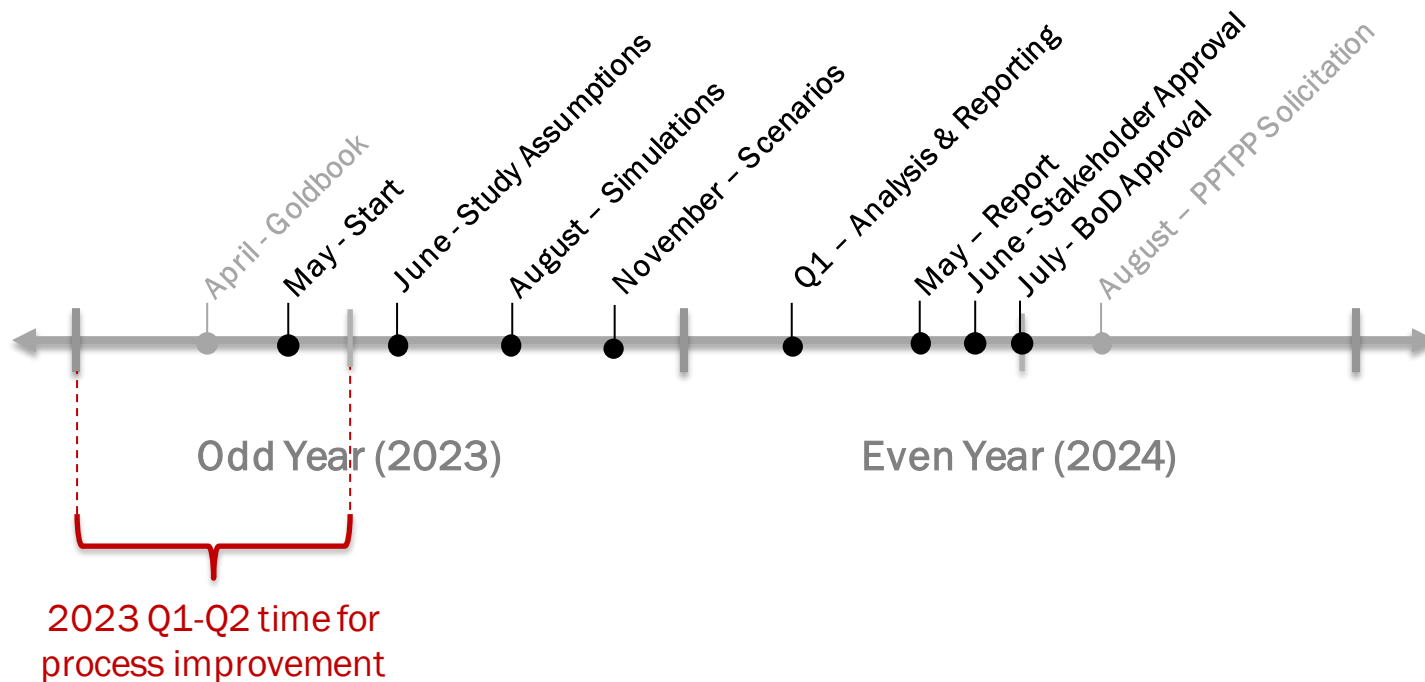 April - Goldbook
May - Start
June - Study Assumptions
August – Simulations
November – Scenarios
Q1 – Analysis & Reporting
May – Report
June - Stakeholder Approval
July - BoD Approval
August – PPTPP Solicitation
Odd Year (2023)
Even Year (2024)
2023 Q1-Q2 time for
process improvement